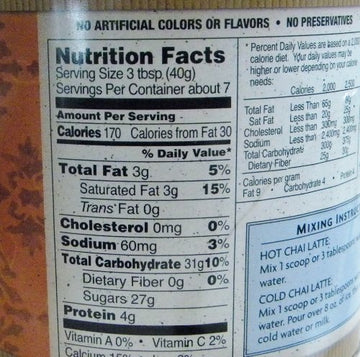 NO ARTIFICIAL COLORS OR FLAVORS • NO PRESERVATIVES
Nutrition Facts
Serving Size 3 tbsp. (40g)
Servings Per Container about 7
Amount Per Serving
Calories 170 Calories from Fat 30
% Daily Value*
Total Fat 3g 5%
Saturated Fat 3g 15%
Trans Fat 0g
Cholesterol 0mg 0%
Sodium 60mg 3%
Total Carbohydrate 31g 10%
Dietary Fiber 0g 0%
Sugars 27g
Protein 4g
Vitamin A 0% • Vitamin C 2%
Calcium 15%
* Percent Daily Values are based on a
calorie diet. Your daily values may be
higher or lower depending on your calorie
needs:
Calories 2,000
Total Fat Less than 65g
Sat Fat Less than 20g
Cholesterol Less than 300mg
Sodium Less than 2,400mg
Total Carbohydrate 300g
Dietary Fiber 25g
Calories per gram
Fat 9 • Carbohydrate 4 •
MIXING
HOT CHAI LATTE
Mix 1 scoop or 3
water.
COLD CHAI LATTE
Mix 1 scoop or 3
water. Pour over 8 oz. of
cold water or milk.